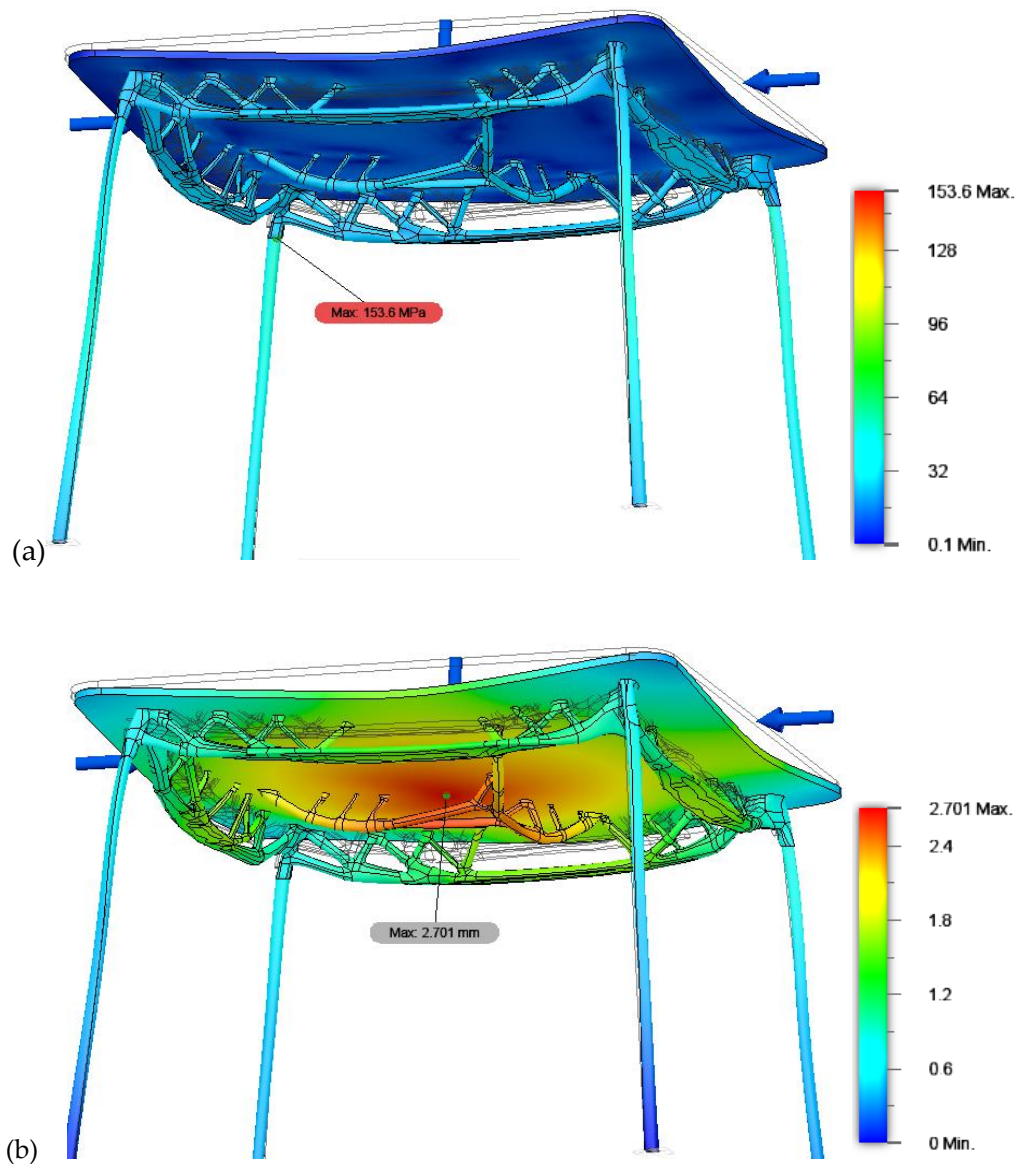 153.6 Max.
128
96
64
32
0.1 Min.
Max: 153.6 MPa
(a)
2.701 Max.
2.4
1.8
1.2
0.6
0 Min.
Max: 2.701 mm
(b)